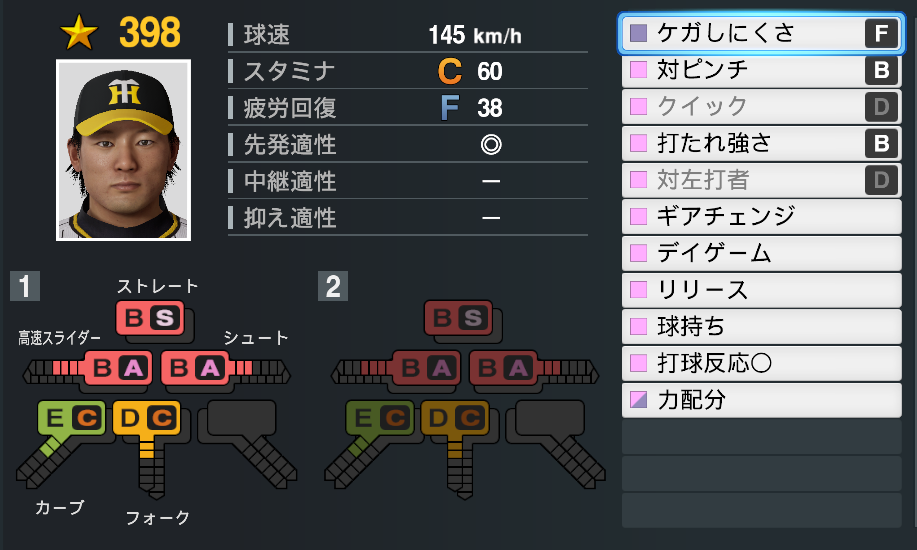 ★ 398
球速 145 km/h
スタミナ C 60
疲労回復 F 38
先発適性 ◎
中継適性 －
抑え適性 －
ケガしにくさ F
対ピンチ B
クイック D
打たれ強さ B
対左打者 D
ギアチェンジ
デイゲーム
リリース
球持ち
打球反応〇
力配分
1
ストレート
B S
高速スライダー
B A
シュート
B A
E C
D C
カーブ
フォーク
2
B S
B A
B A
E C
D C